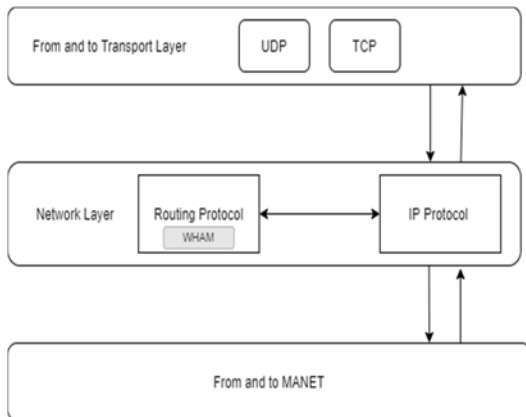 From and to Transport Layer
UDP
TCP
Network Layer
Routing Protocol
WHAM
IP Protocol
From and to MANET